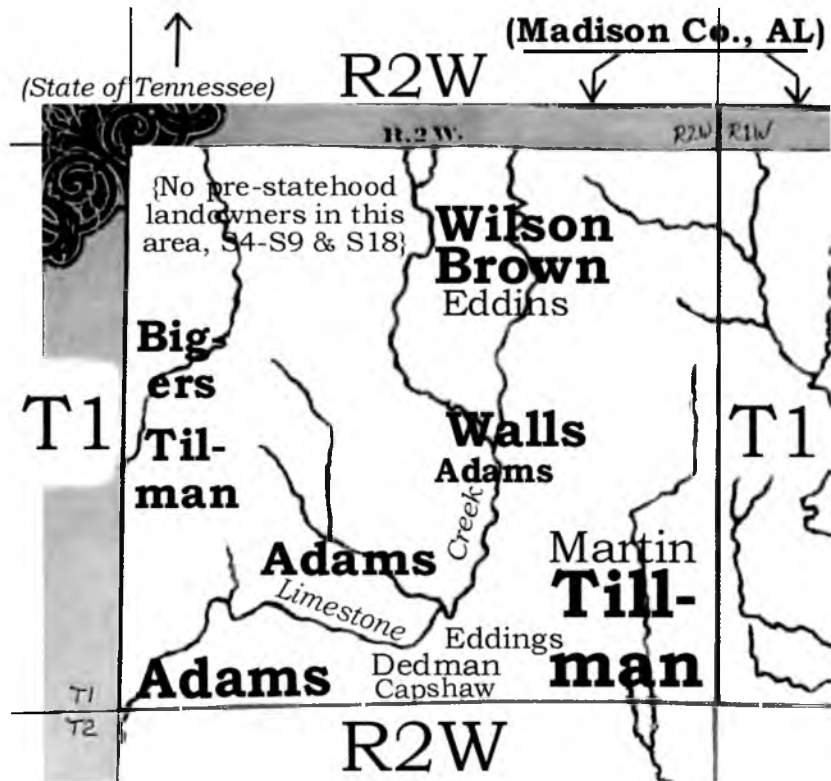 (Madison Co., AL)
R2W
(State of Tennessee)
R.2 W.
R2W
R1W
{No pre-statehood
landowners in this
area, S4-S9 & S18}
Wilson
Brown
Eddins
Big-
ers
T1
Til-
man
Walls
Adams
T1
Creek
Martin
Till-
man
Adams
Limestone
Eddings
Dedman
Capshaw
Adams
T1
T2
R2W